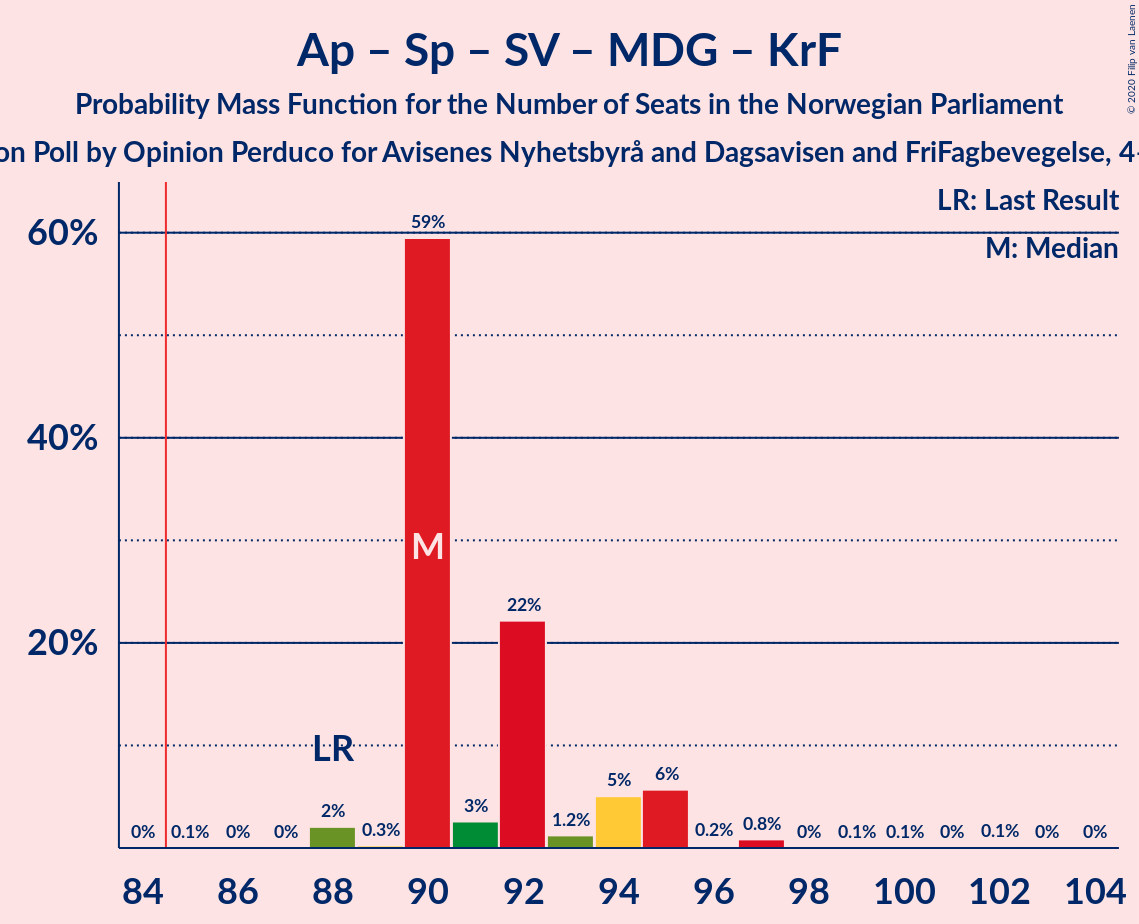 Ap – Sp – SV – MDG – KrF
Probability Mass Function for the Number of Seats in the Norwegian Parliament
on Poll by Opinion Perduco for Avisenes Nyhetsbyrå and Dagsavisen and FriFagbevegelse, 4-
© 2020 Filip van Laenen
LR: Last Result
M: Median
60%
40%
20%
59%
M
22%
LR
0% 0.1% 0% 0% 2% 0.3% 3% 1.2% 5% 6% 0.2% 0.8% 0% 0.1% 0.1% 0% 0.1% 0% 0%
84 86 88 90 92 94 96 98 100 102 104